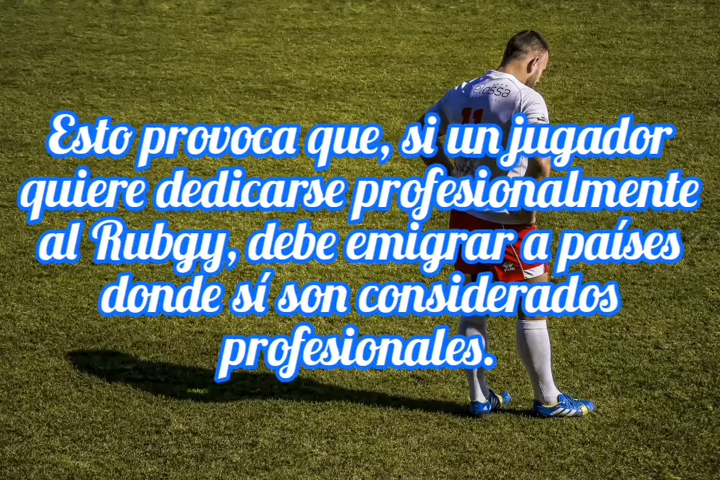 Esto provoca que, si un jugador
quiere dedicarse profesionalmente
al Rubgy, debe emigrar a países
donde sí son considerados
profesionales.
11